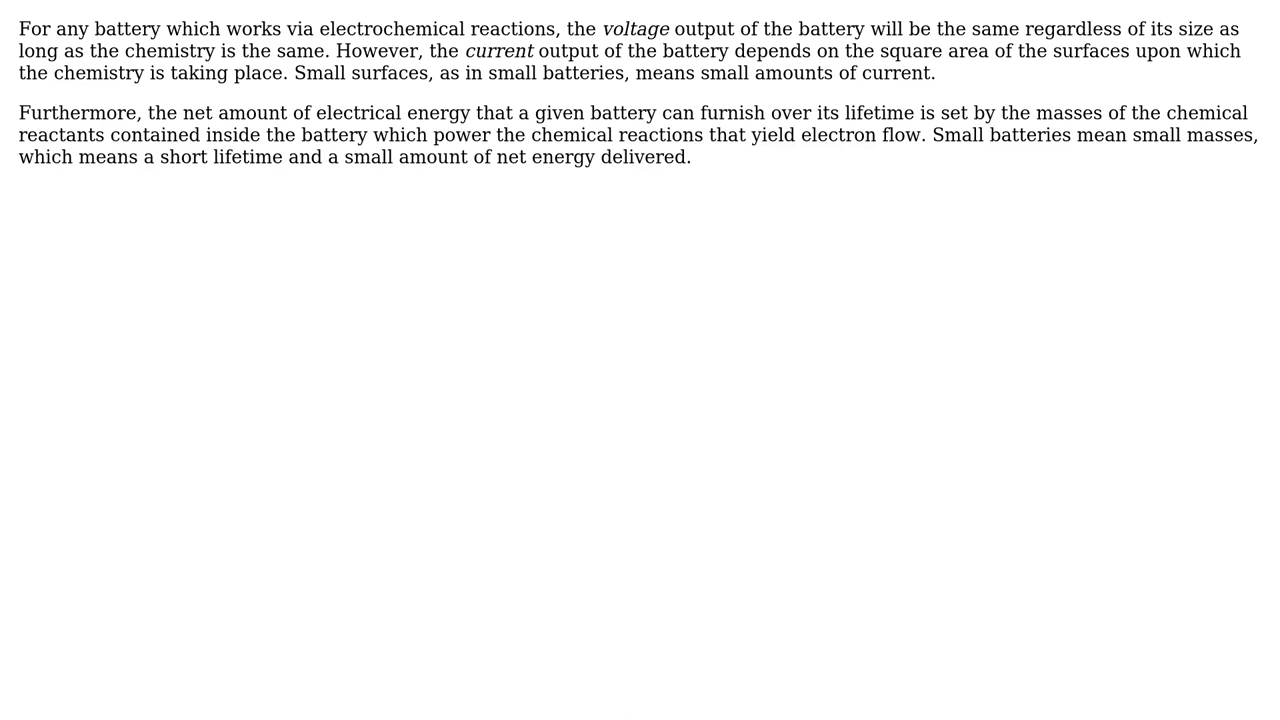 For any battery which works via electrochemical reactions, the voltage output of the battery will be the same regardless of its size as
long as the chemistry is the same. However, the current output of the battery depends on the square area of the surfaces upon which
the chemistry is taking place. Small surfaces, as in small batteries, means small amounts of current.
Furthermore, the net amount of electrical energy that a given battery can furnish over its lifetime is set by the masses of the chemical
reactants contained inside the battery which power the chemical reactions that yield electron flow. Small batteries mean small masses,
which means a short lifetime and a small amount of net energy delivered.